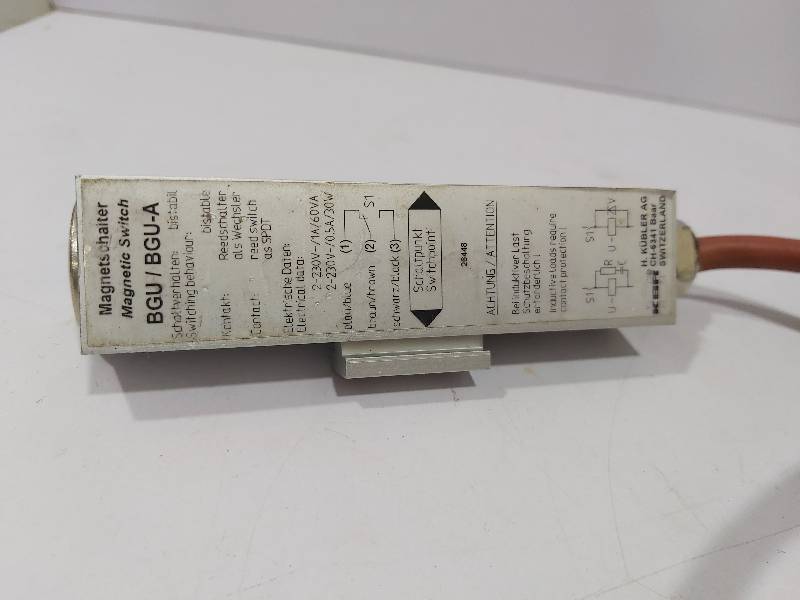 Magnetschalter
Magnetic Switch
BGU / BGU-A
Schaltverhalten: bistabil
Switching behaviour: bistable
Kontakt: Reedschalter
als Wechsler
Contact: reed switch
as SPDT
Elektrische Daten:
Electrical data:
2-230V~/1A/60VA
2-230V-/0.5A/30W
blau/blue (1)
braun/brown (2)
schwarz/black (3)
S1
Schaltpunkt
Switchpoint
28448
ACHTUNG / ATTENTION
Bei induktiver Last
Schutzbeschaltung
erforderlich !
Inductive loads require
contact protection !
S1
U~
R
C
S1
U-
H. KÜBLER AG
CH-6341 Baar
SWITZERLAND